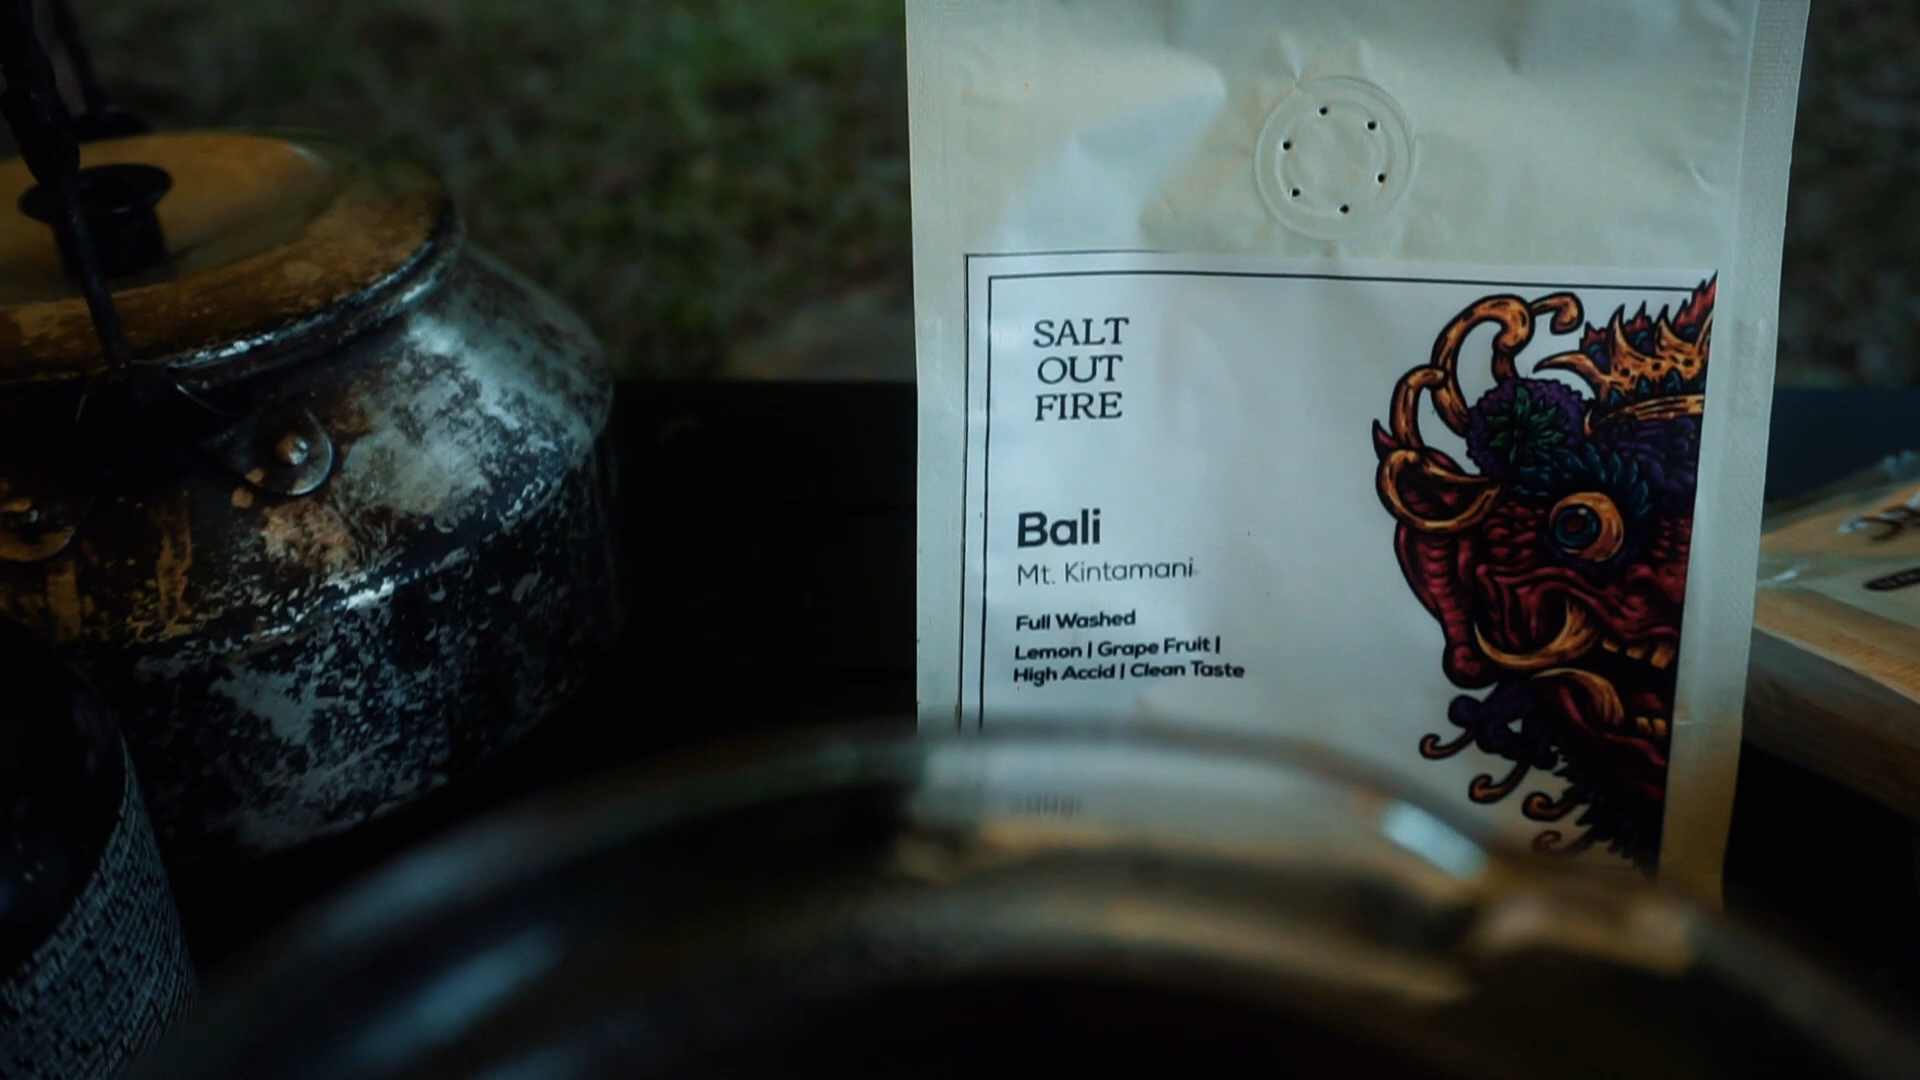 SALT
OUT
FIRE
Bali
Mt. Kintamani
Full Washed
Lemon | Grape Fruit |
High Accid | Clean Taste